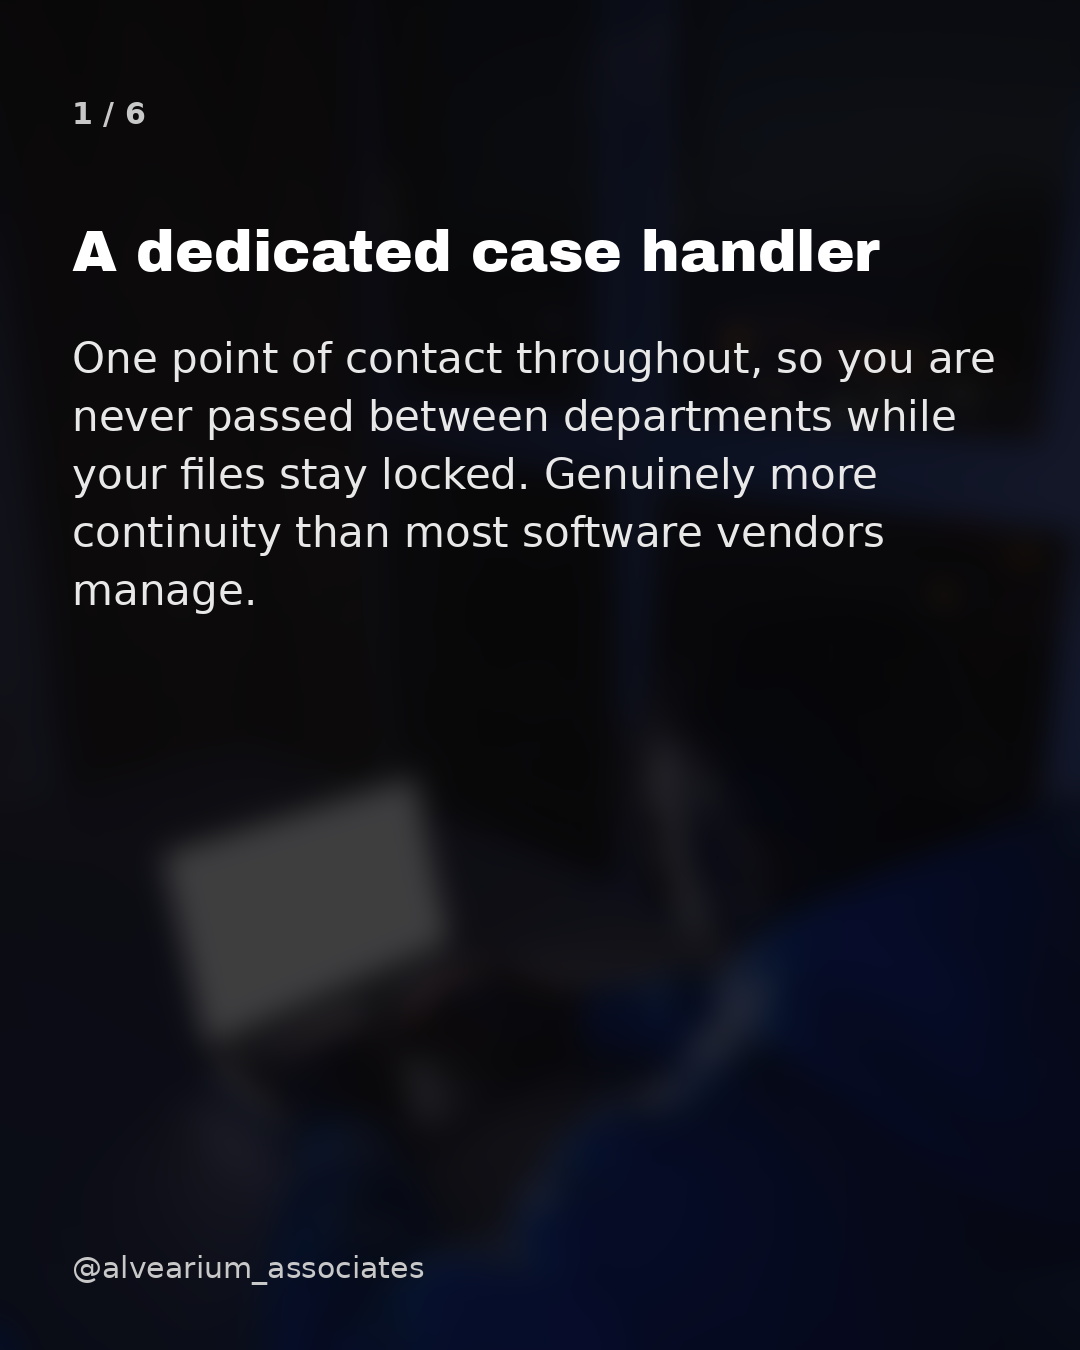 1 / 6
A dedicated case handler
One point of contact throughout, so you are
never passed between departments while
your files stay locked. Genuinely more
continuity than most software vendors
manage.
@alvearium_associates